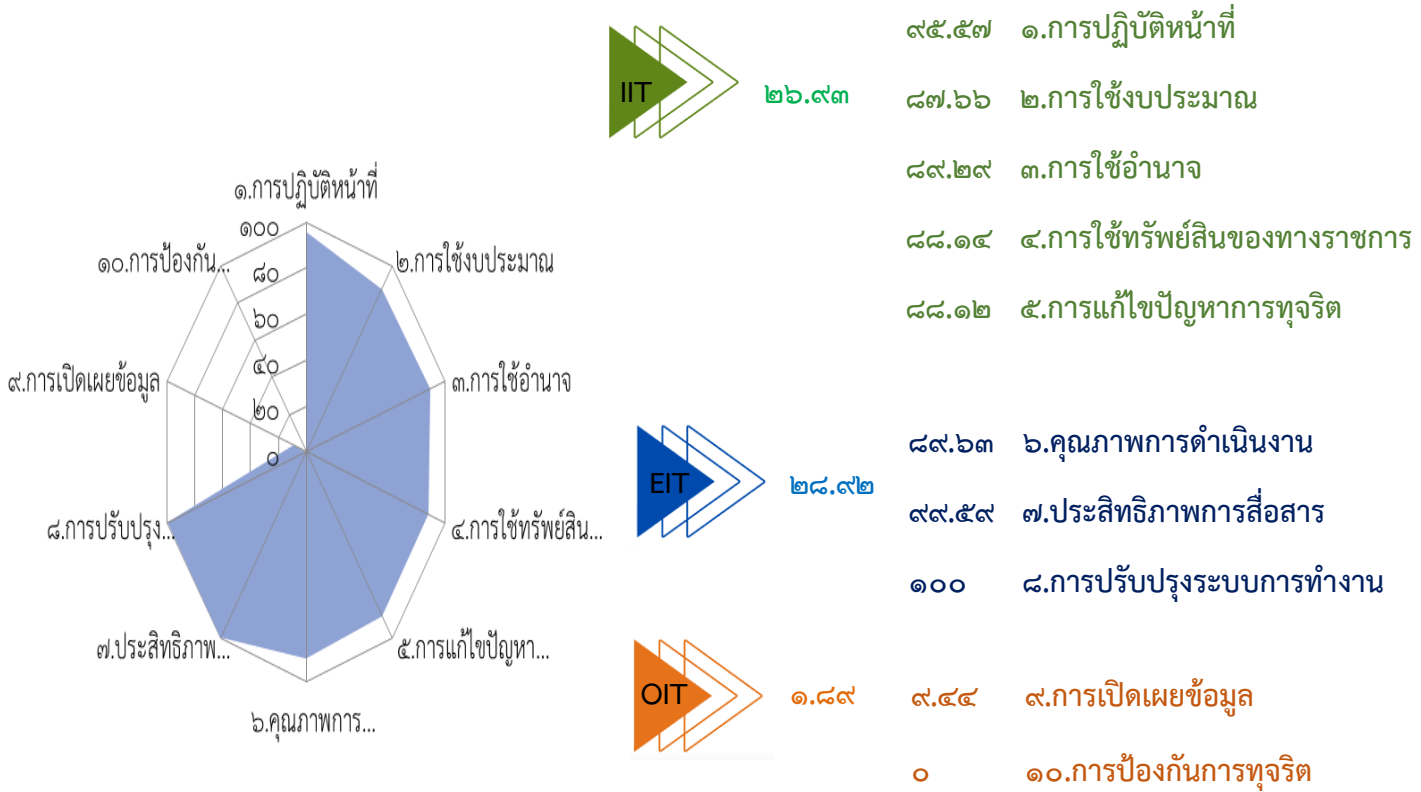 ๑.การปฏิบัติหน้าที่
๑๐๐
๑๐.การป้องกัน...
๒.การใช้งบประมาณ
๘๐
๖๐
๙.การเปิดเผยข้อมูล
๓.การใช้อำนาจ
๔๐
๒๐
๐
๘.การปรับปรุง...
๔.การใช้ทรัพย์สิน...
๗.ประสิทธิภาพ...
๕.การแก้ไขปัญหา...
๖.คุณภาพการ...
IIT
๒๖.๙๓
๙๕.๕๗ ๑.การปฏิบัติหน้าที่
๘๗.๖๖ ๒.การใช้งบประมาณ
๘๙.๒๙ ๓.การใช้อำนาจ
๘๘.๑๔ ๔.การใช้ทรัพย์สินของทางราชการ
๘๘.๑๒ ๕.การแก้ไขปัญหาการทุจริต
EIT
๒๘.๙๒
๘๙.๖๓ ๖.คุณภาพการดำเนินงาน
๙๙.๕๙ ๗.ประสิทธิภาพการสื่อสาร
๑๐๐ ๘.การปรับปรุงระบบการทำงาน
OIT
๑.๘๙
๙.๔๔ ๙.การเปิดเผยข้อมูล
๐ ๑๐.การป้องกันการทุจริต